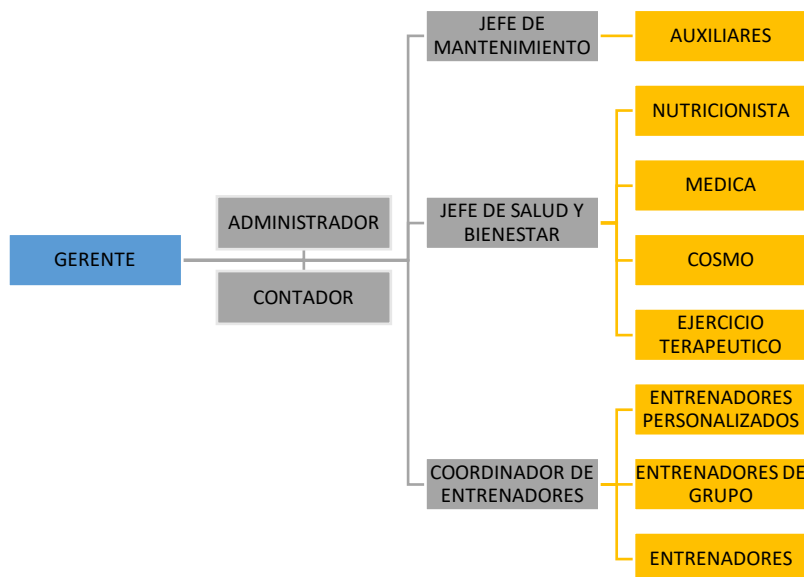 JEFE DE
MANTENIMIENTO
AUXILIARES
NUTRICIONISTA
MEDICA
ADMINISTRADOR
JEFE DE SALUD Y
BIENESTAR
GERENTE
COSMO
CONTADOR
EJERCICIO
TERAPEUTICO
ENTRENADORES
PERSONALIZADOS
COORDINADOR DE
ENTRENADORES
ENTRENADORES DE
GRUPO
ENTRENADORES